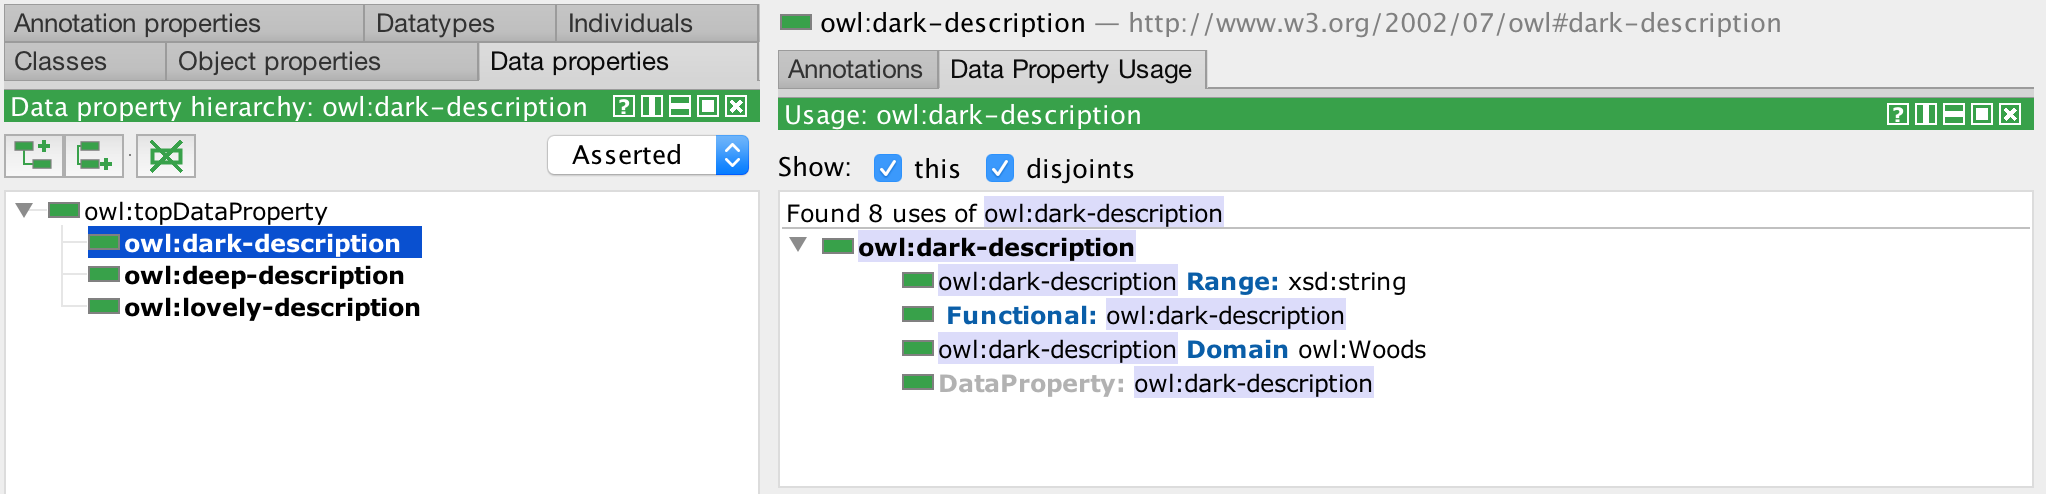 Annotation properties Datatypes Individuals
Classes Object properties Data properties
Data property hierarchy: owl:dark-description
Asserted
owl:topDataProperty
owl:dark-description
owl:deep-description
owl:lovely-description
owl:dark-description — http://www.w3.org/2002/07/owl#dark-description
Annotations Data Property Usage
Usage: owl:dark-description
Show: this disjoints
Found 8 uses of owl:dark-description
owl:dark-description
owl:dark-description Range: xsd:string
Functional: owl:dark-description
owl:dark-description Domain owl:Woods
DataProperty: owl:dark-description